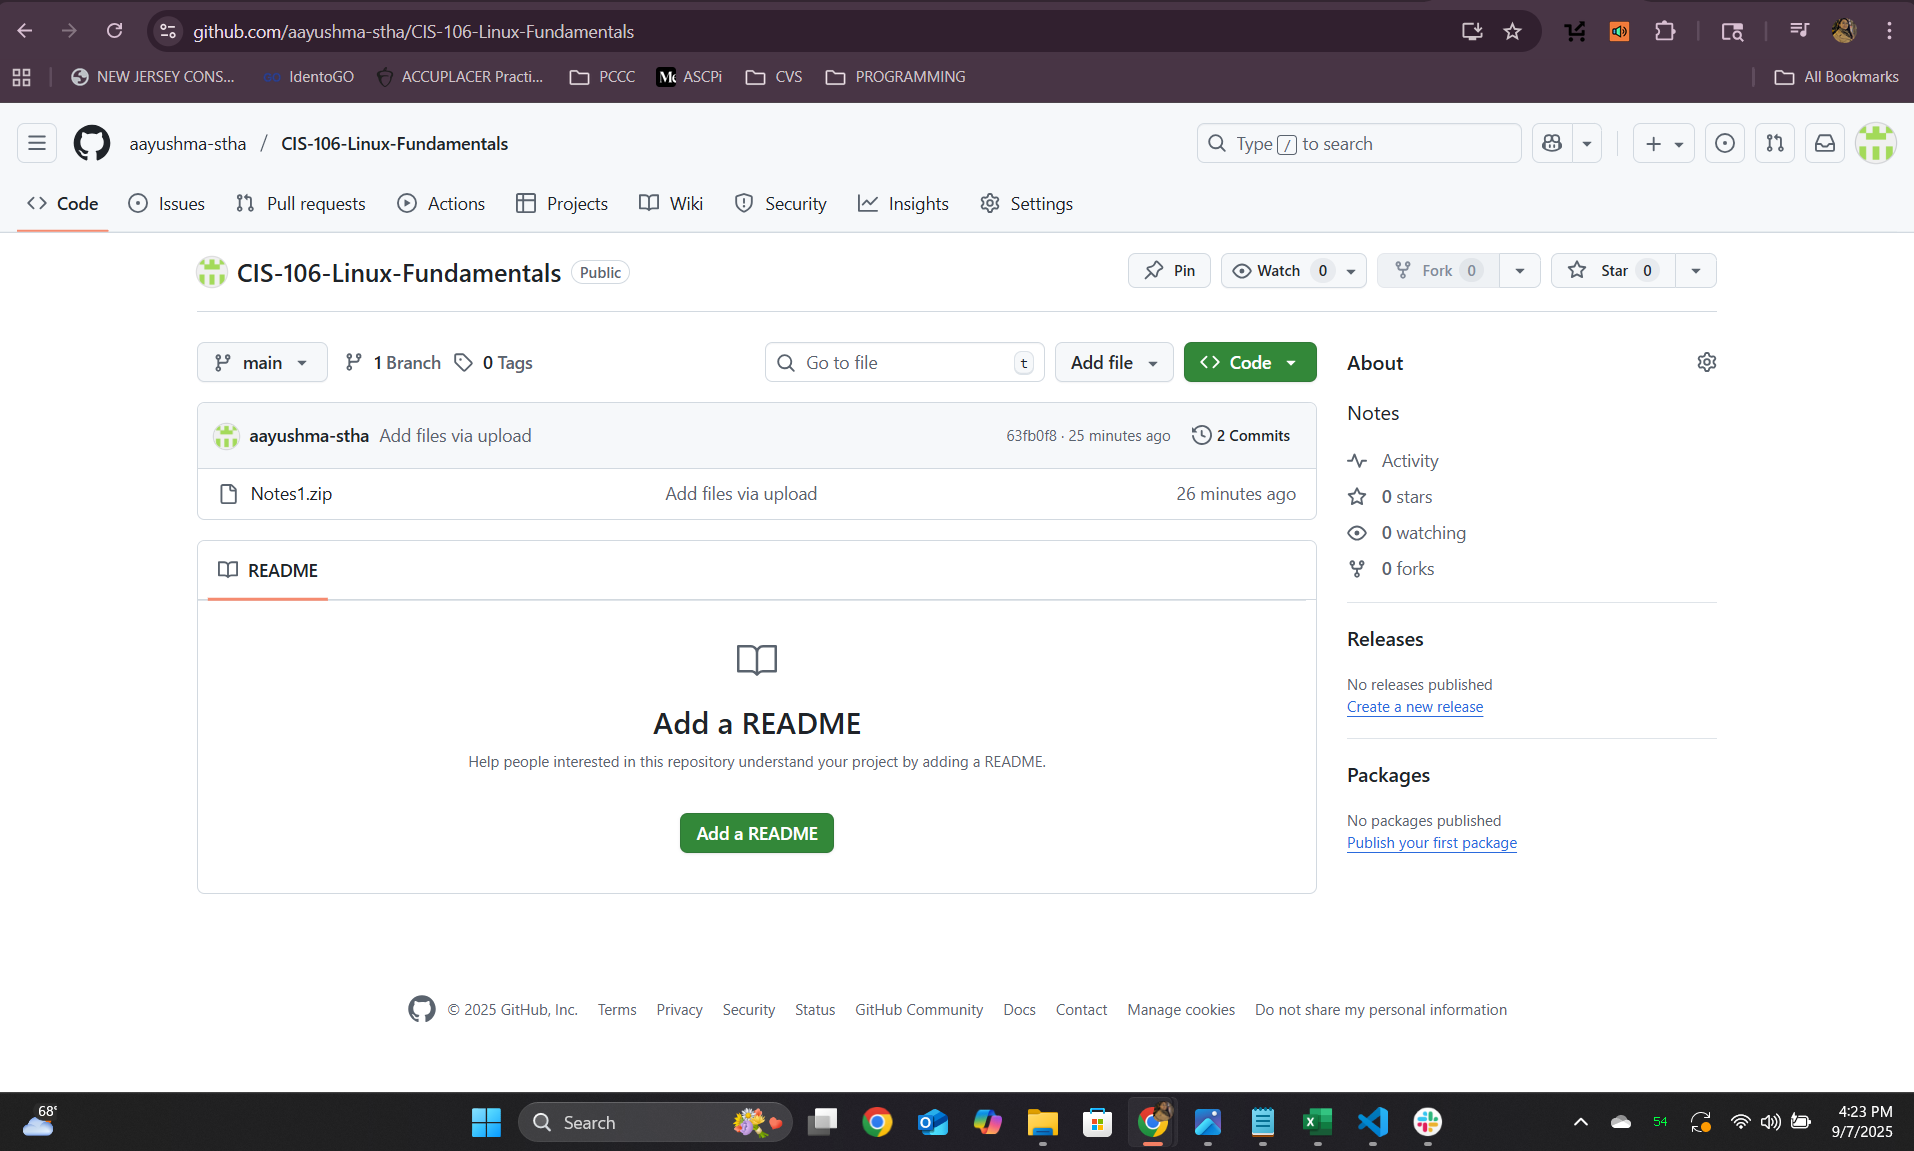 github.com/aayushma-stha/CIS-106-Linux-Fundamentals
NEW JERSEY CONS... IdentoGO ACCUPLACER Practi... PCCC ASCPi CVS PROGRAMMING All Bookmarks
aayushma-stha / CIS-106-Linux-Fundamentals Type / to search
Code Issues Pull requests Actions Projects Wiki Security Insights Settings
CIS-106-Linux-Fundamentals Public Pin Watch 0 Fork 0 Star 0
main 1 Branch 0 Tags Go to file t Add file Code
aayushma-stha Add files via upload 63fb0f8 · 25 minutes ago 2 Commits
Notes1.zip Add files via upload 26 minutes ago
README
Add a README
Help people interested in this repository understand your project by adding a README.
Add a README
About
Notes
Activity
0 stars
0 watching
0 forks
Releases
No releases published
Create a new release
Packages
No packages published
Publish your first package
© 2025 GitHub, Inc. Terms Privacy Security Status GitHub Community Docs Contact Manage cookies Do not share my personal information
68°
Search
54
4:23 PM
9/7/2025